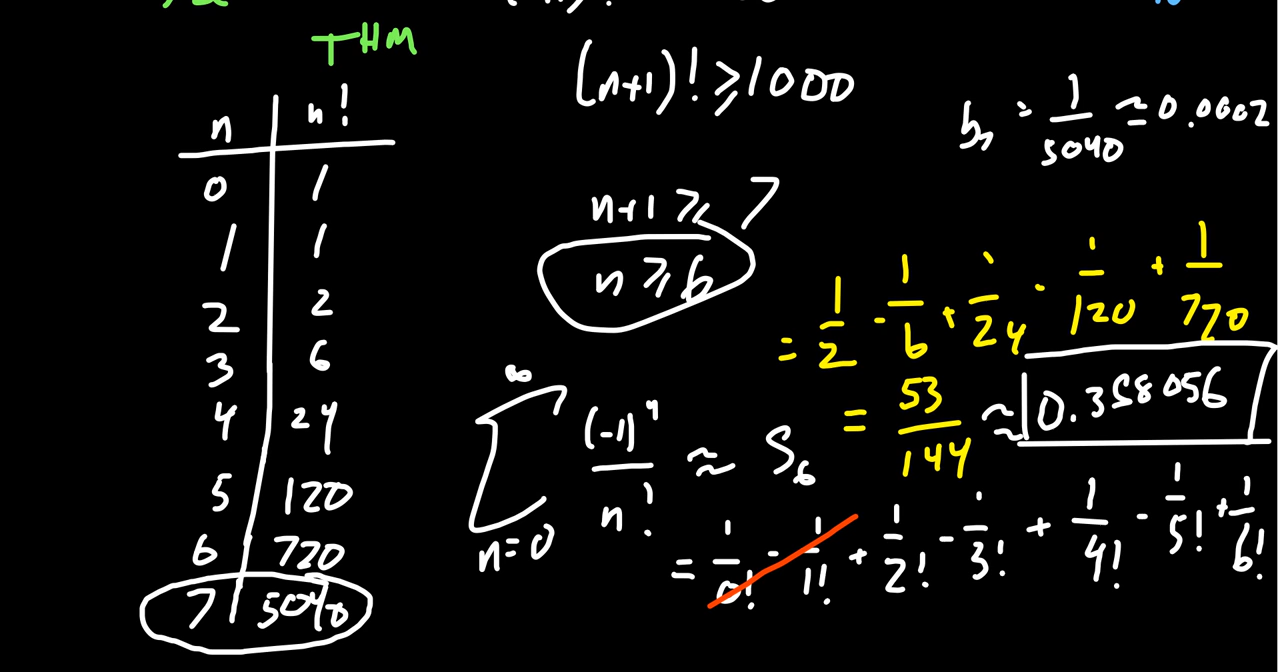 THM
(n+1)! ≥ 1000
n | n!
0 | 1
1 | 1
2 | 2
3 | 6
4 | 24
5 | 120
6 | 720
7 | 5040
n+1 ≥ 7
n ≥ 6
b₇ = 1/5040 ≈ 0.0002
= 1/2 - 1/6 + 1/24 - 1/120 + 1/720
= 53/144 ≈ 0.368056
∑_{n=0}^{∞} (-1)ⁿ/n! ≈ S₆
= 1/0! - 1/1! + 1/2! - 1/3! + 1/4! - 1/5! + 1/6!